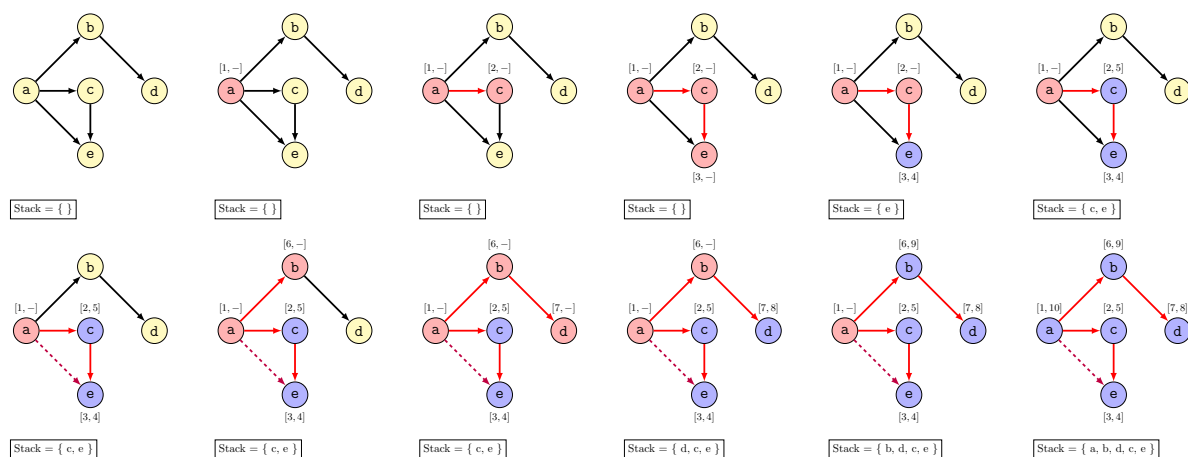 b
a
c
d
e
Stack = { }
b
[1, −]
a
c
d
e
Stack = { }
b
[1, −] [2, −]
a
c
d
e
Stack = { }
b
[1, −] [2, −]
a
c
d
e
[3, −]
Stack = { }
b
[1, −] [2, −]
a
c
d
e
[3, 4]
Stack = { e }
b
[1, −] [2, 5]
a
c
d
e
[3, 4]
Stack = { c, e }
b
[1, −] [2, 5]
a
c
d
e
[3, 4]
Stack = { c, e }
[6, −]
b
[1, −] [2, 5]
a
c
d
e
[3, 4]
Stack = { c, e }
[6, −]
b
[1, −] [2, 5] [7, −]
a
c
d
e
[3, 4]
Stack = { c, e }
[6, −]
b
[1, −] [2, 5] [7, 8]
a
c
d
e
[3, 4]
Stack = { d, c, e }
[6, 9]
b
[1, −] [2, 5] [7, 8]
a
c
d
e
[3, 4]
Stack = { b, d, c, e }
[6, 9]
b
[1, 10] [2, 5] [7, 8]
a
c
d
e
[3, 4]
Stack = { a, b, d, c, e }